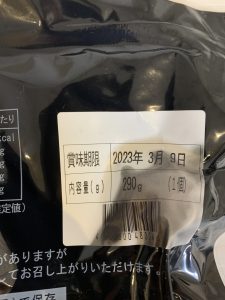 たり
kcal
g
g
g
g
定値)
賞味期限 2023年 3月 9日
内容量(g) 290g (1個)
がありますが
てお召し上がりいただけます。
て保存